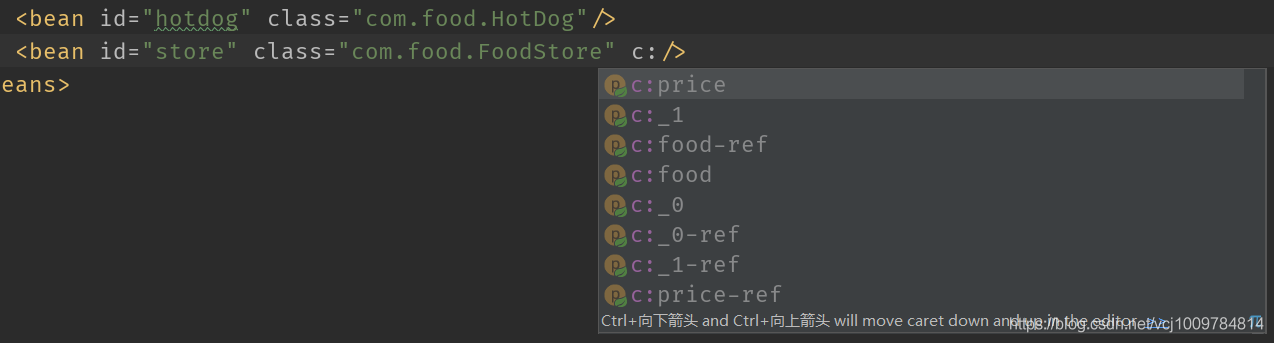 <bean id="hotdog" class="com.food.HotDog"/>
<bean id="store" class="com.food.FoodStore" c:/>
eans>
c:price
c:_1
c:food-ref
c:food
c:_0
c:_0-ref
c:_1-ref
c:price-ref
Ctrl+向下箭头 and Ctrl+向上箭头 will move caret down and up in the editor
https://blog.csdn.net/vcj1009784814